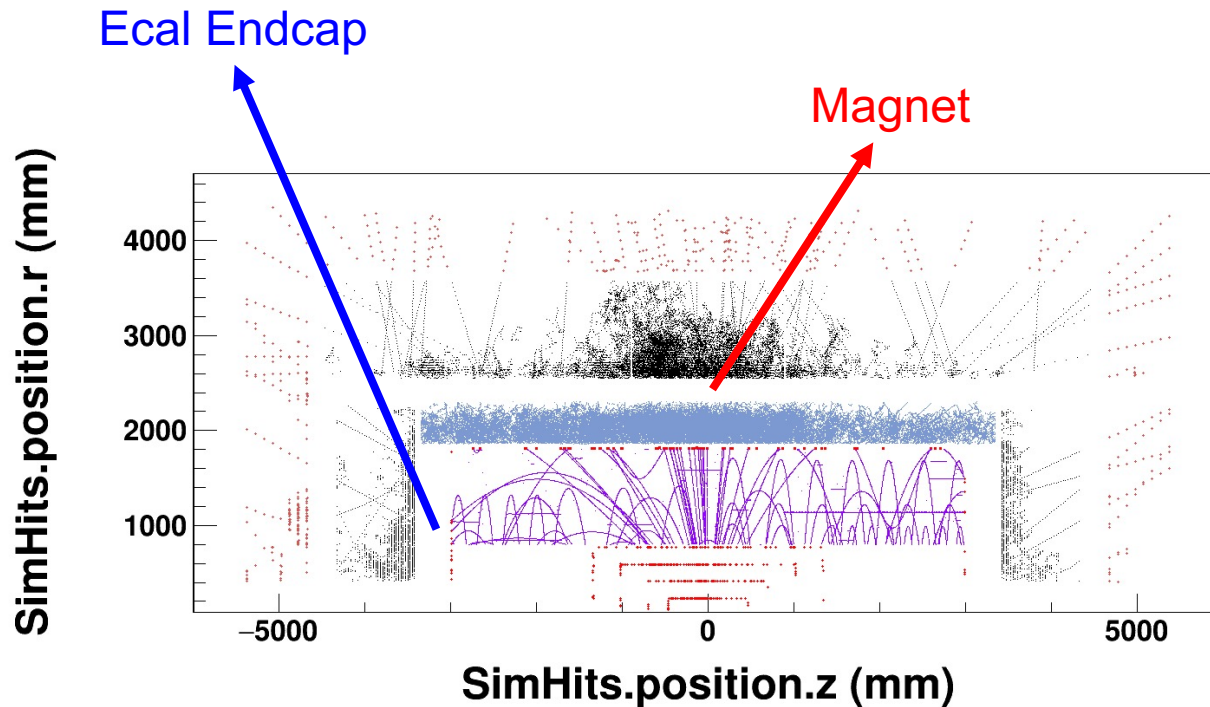 Ecal Endcap
Magnet
SimHits.position.r (mm)
4000
3000
2000
1000
−5000 0 5000
SimHits.position.z (mm)